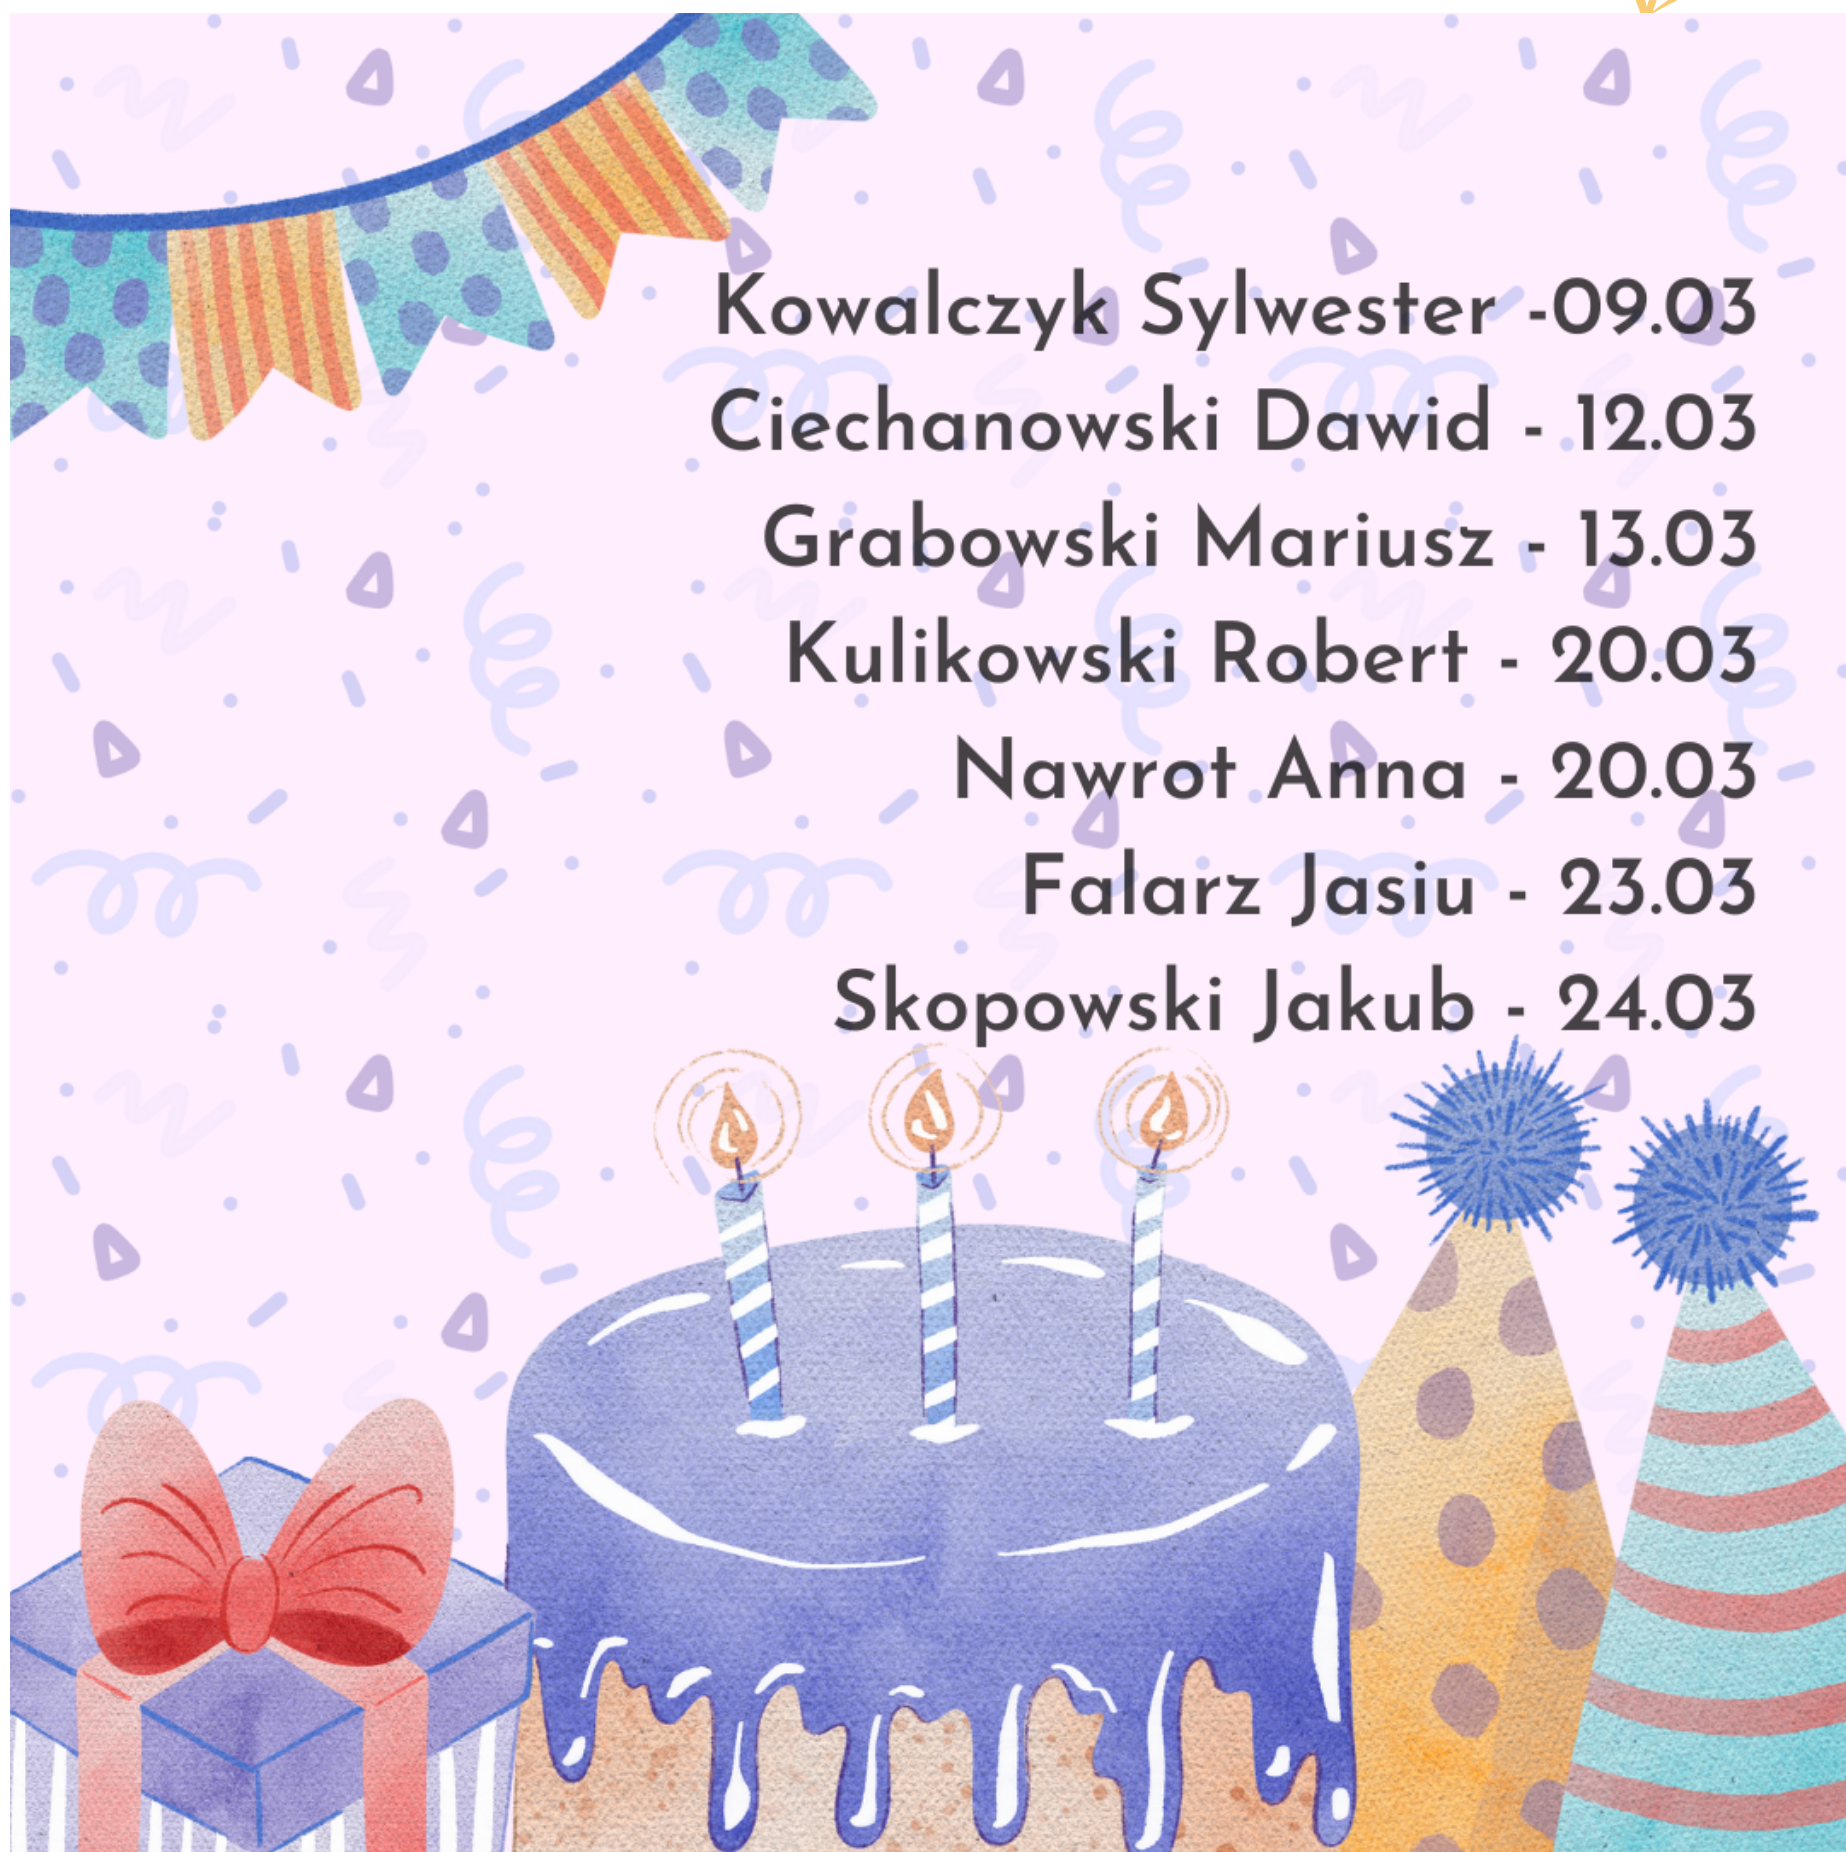 Kowalczyk Sylwester -09.03
Ciechanowski Dawid - 12.03
Grabowski Mariusz - 13.03
Kulikowski Robert - 20.03
Nawrot Anna - 20.03
Falarz Jasiu - 23.03
Skopowski Jakub - 24.03